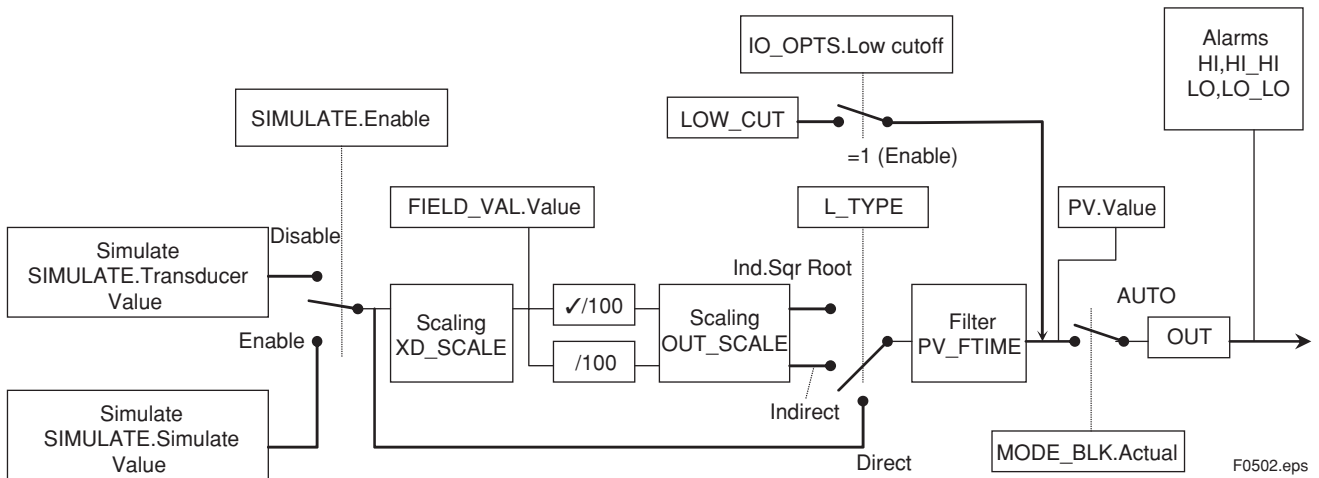 IO_OPTS.Low cutoff
Alarms
HI,HI_HI
LO,LO_LO
SIMULATE.Enable
LOW_CUT
=1 (Enable)
FIELD_VAL.Value
L_TYPE
PV.Value
Disable
Simulate
SIMULATE.Transducer
Value
Ind.Sqr Root
AUTO
Scaling
XD_SCALE
✓/100
/100
Scaling
OUT_SCALE
Filter
PV_FTIME
OUT
Enable
Indirect
Simulate
SIMULATE.Simulate
Value
Direct
MODE_BLK.Actual
F0502.eps